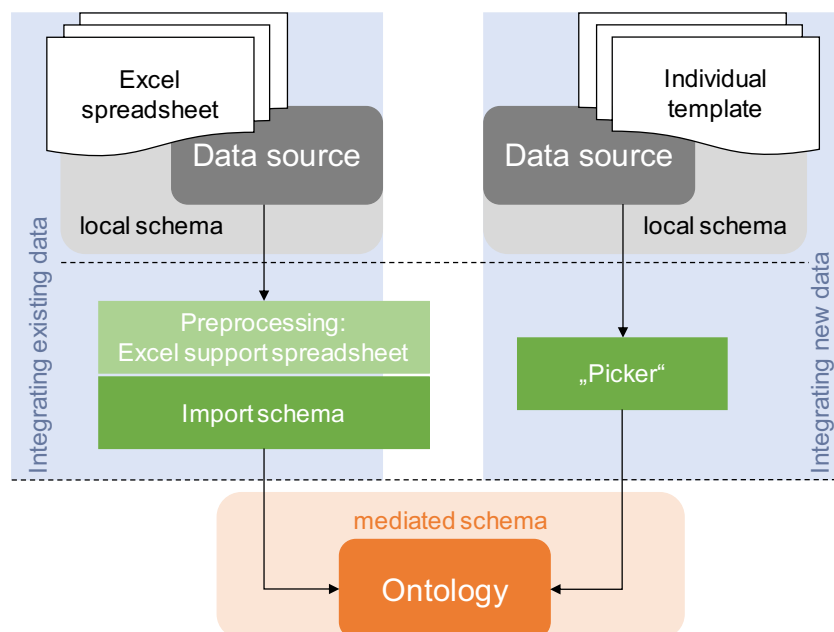 Excel
spreadsheet
Individual
template
Data source
Data source
local schema
local schema
Integrating existing data
Integrating new data
Preprocessing:
Excel support spreadsheet
Import schema
„Picker“
mediated schema
Ontology